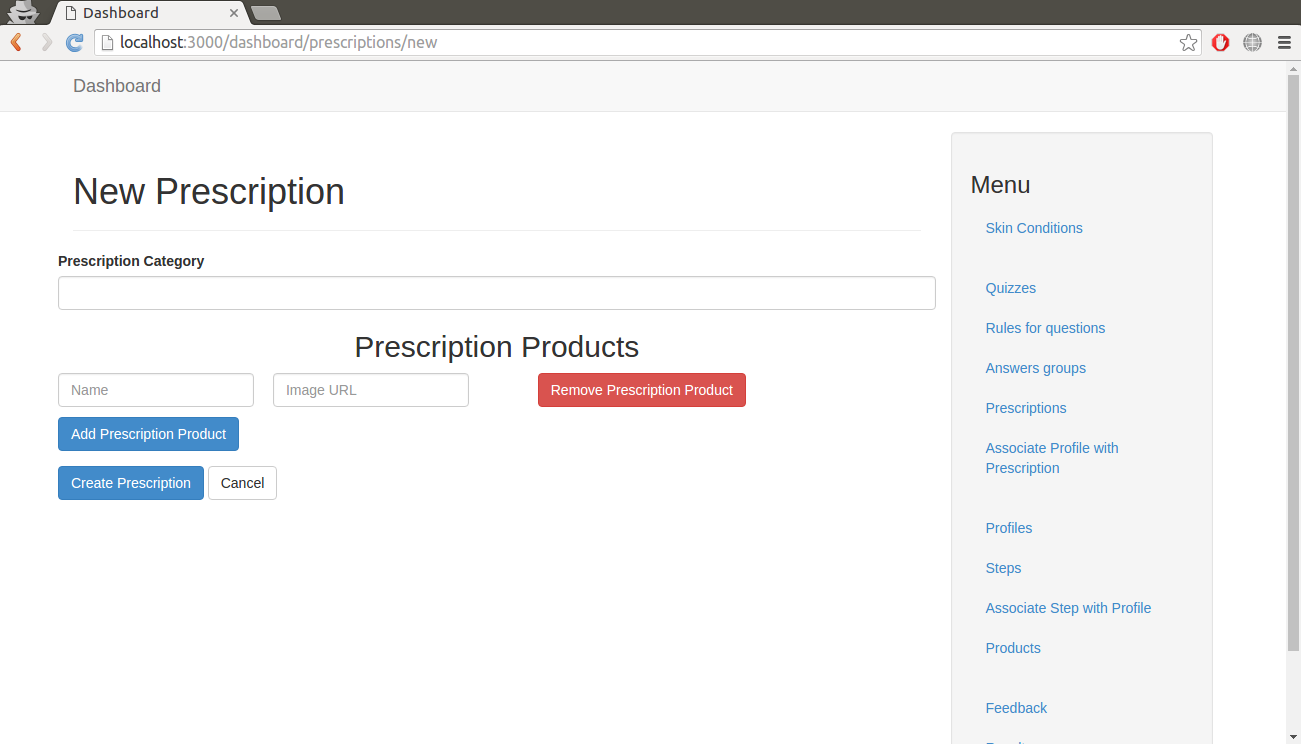 Dashboard
localhost:3000/dashboard/prescriptions/new
Dashboard
New Prescription
Prescription Category
Prescription Products
Name
Image URL
Remove Prescription Product
Add Prescription Product
Create Prescription
Cancel
Menu
Skin Conditions
Quizzes
Rules for questions
Answers groups
Prescriptions
Associate Profile with
Prescription
Profiles
Steps
Associate Step with Profile
Products
Feedback